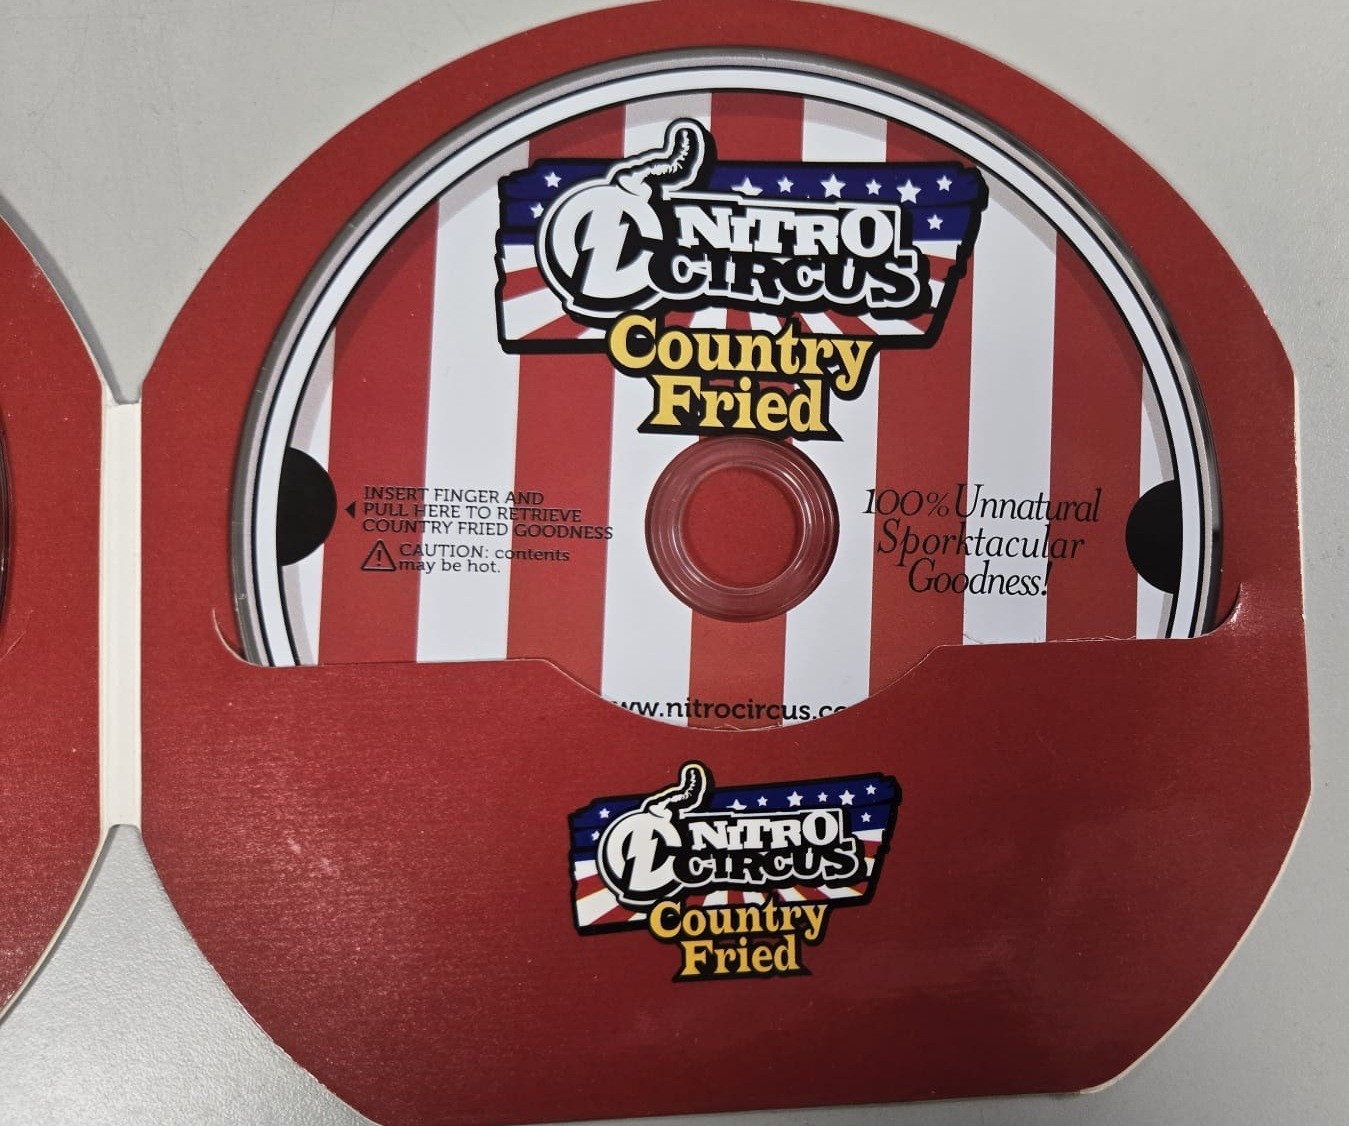 NITRO
CIRCUS
Country
Fried
INSERT FINGER AND
PULL HERE TO RETRIEVE
COUNTRY FRIED GOODNESS
CAUTION: contents
may be hot.
100% Unnatural
Sporktacular
Goodness!
www.nitrocircus.co
NITRO
CIRCUS
Country
Fried